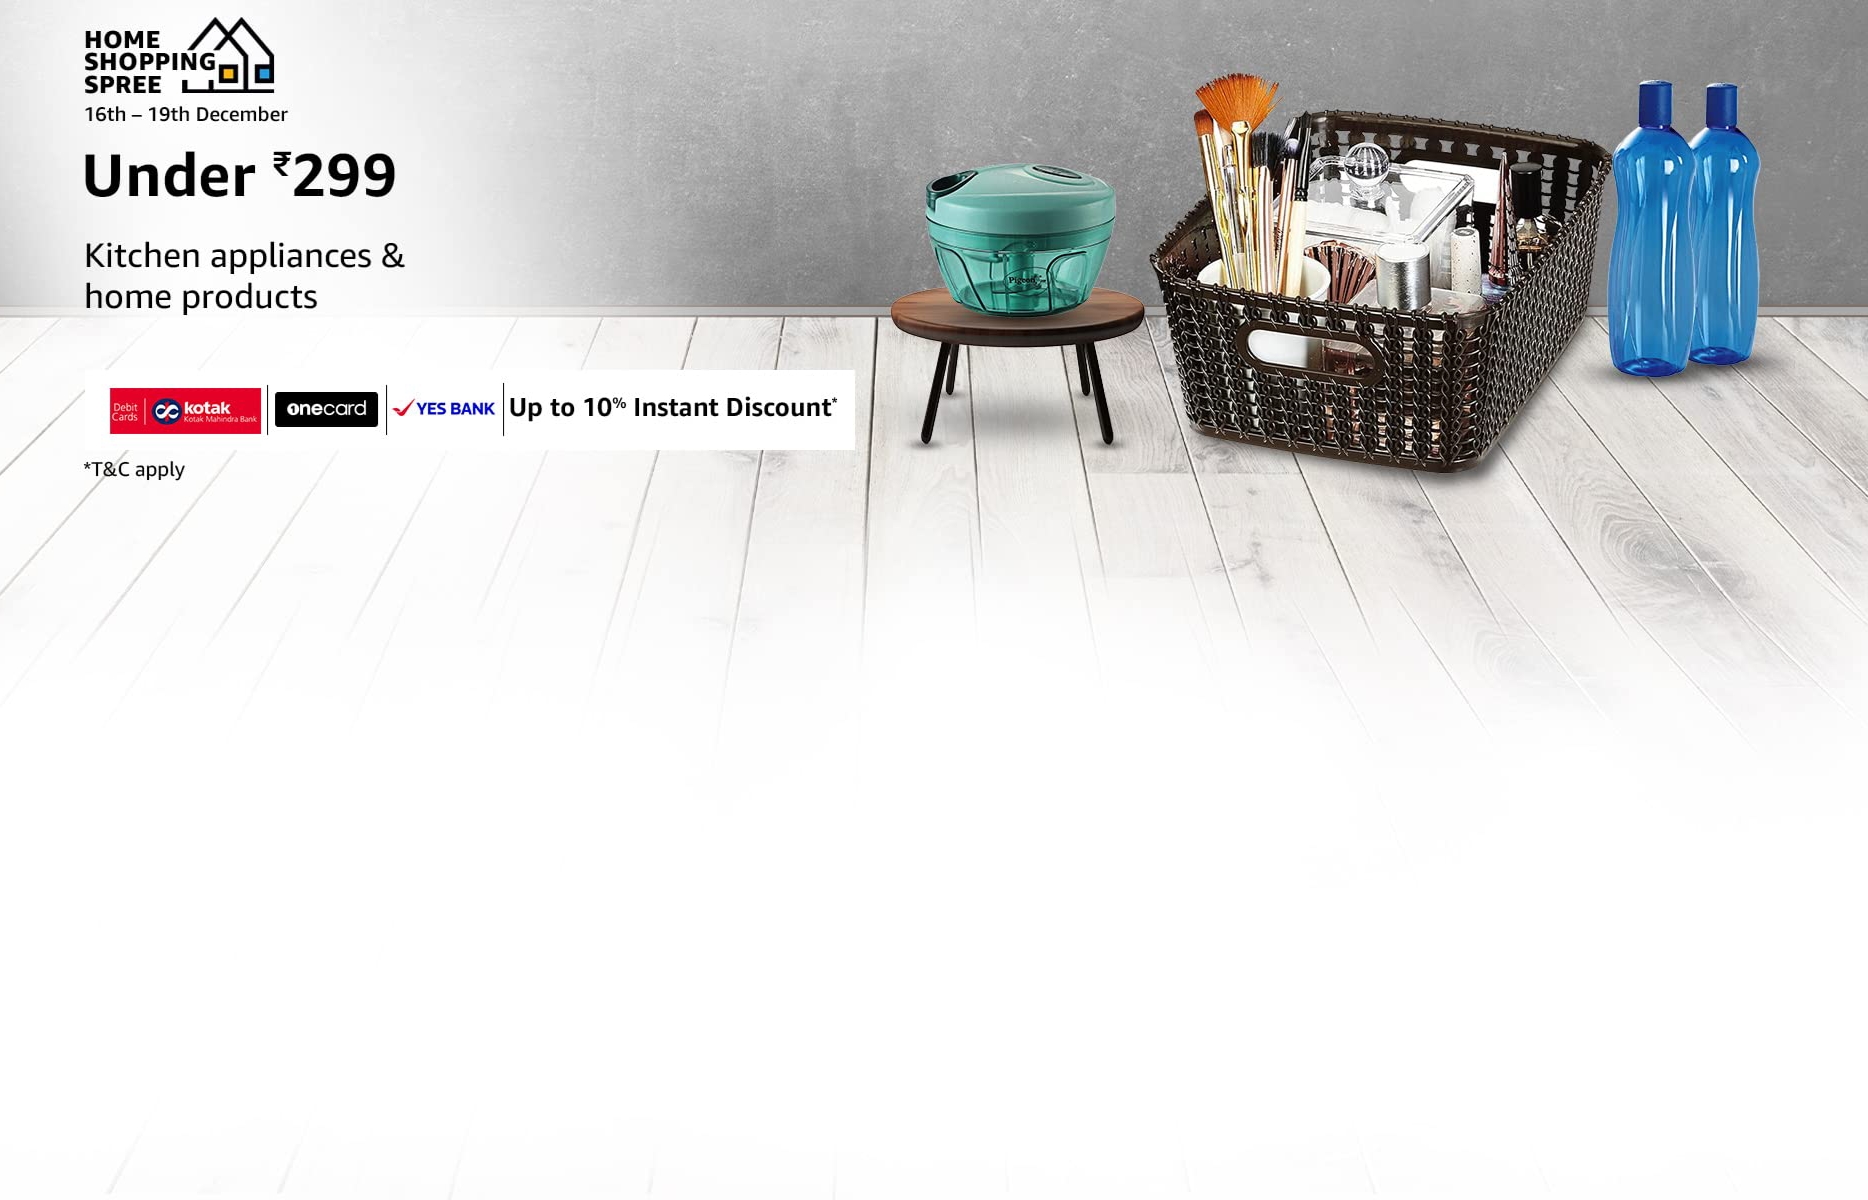 HOME
SHOPPING
SPREE
16th – 19th December
Under ₹299
Kitchen appliances &
home products
Debit
Cards
kotak
Kotak Mahindra Bank
onecard
YES BANK
Up to 10% Instant Discount*
*T&C apply
Pigeon